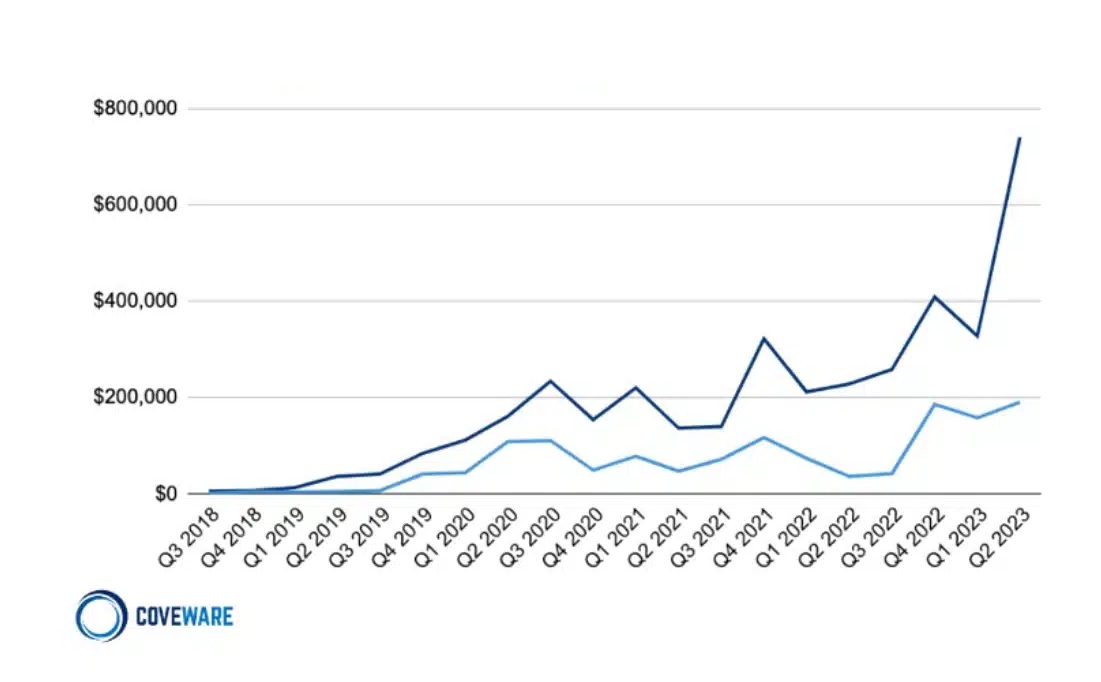 $800,000
$600,000
$400,000
$200,000
$0
Q3 2018
Q4 2018
Q1 2019
Q2 2019
Q3 2019
Q4 2019
Q1 2020
Q2 2020
Q3 2020
Q4 2020
Q1 2021
Q2 2021
Q3 2021
Q4 2021
Q1 2022
Q2 2022
Q3 2022
Q4 2022
Q1 2023
Q2 2023
COVEWARE